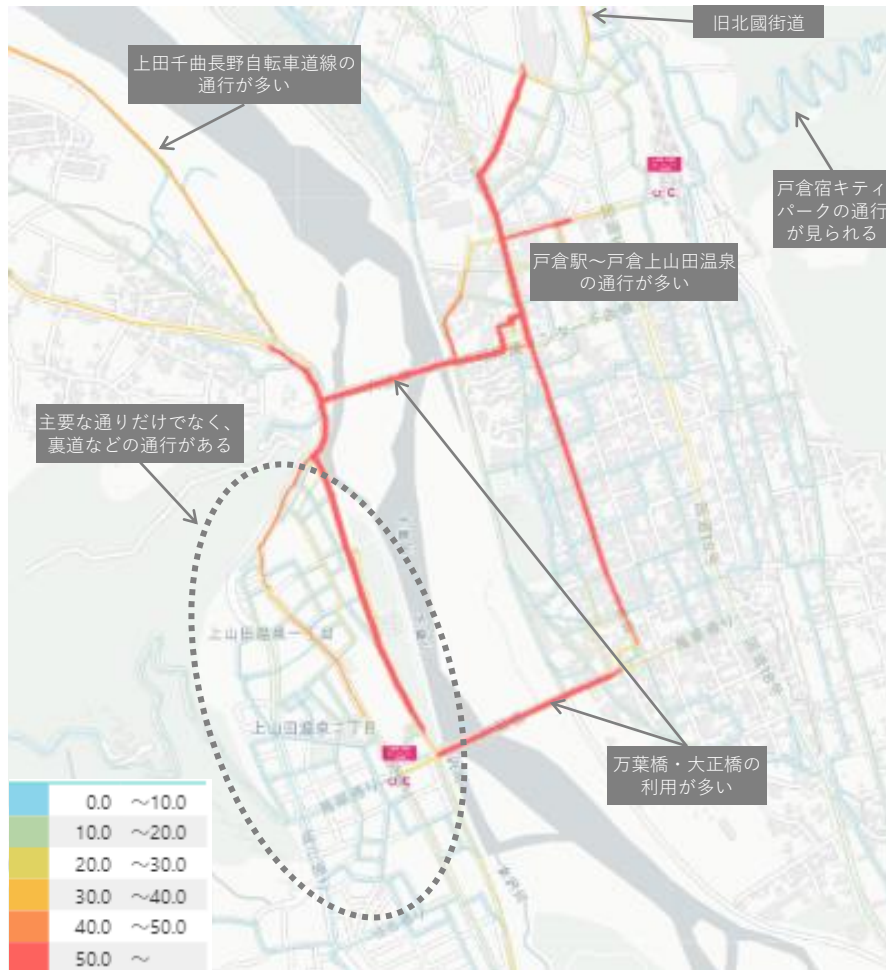 旧北國街道
上田千曲長野自転車道線の
通行が多い
戸倉宿キティ
パークの通行
が見られる
戸倉駅～戸倉上山田温泉
の通行が多い
主要な通りだけでなく、
裏道などの通行がある
上山田温泉一丁目
上山田温泉二丁目
万葉橋・大正橋の
利用が多い
0.0 ～10.0
10.0 ～20.0
20.0 ～30.0
30.0 ～40.0
40.0 ～50.0
50.0 ～